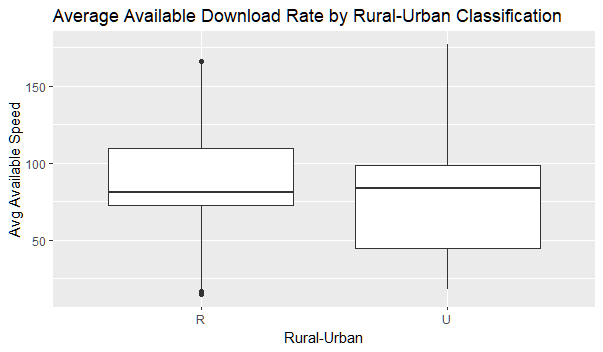 Average Available Download Rate by Rural-Urban Classification
Avg Available Speed
150
100
50
R
U
Rural-Urban